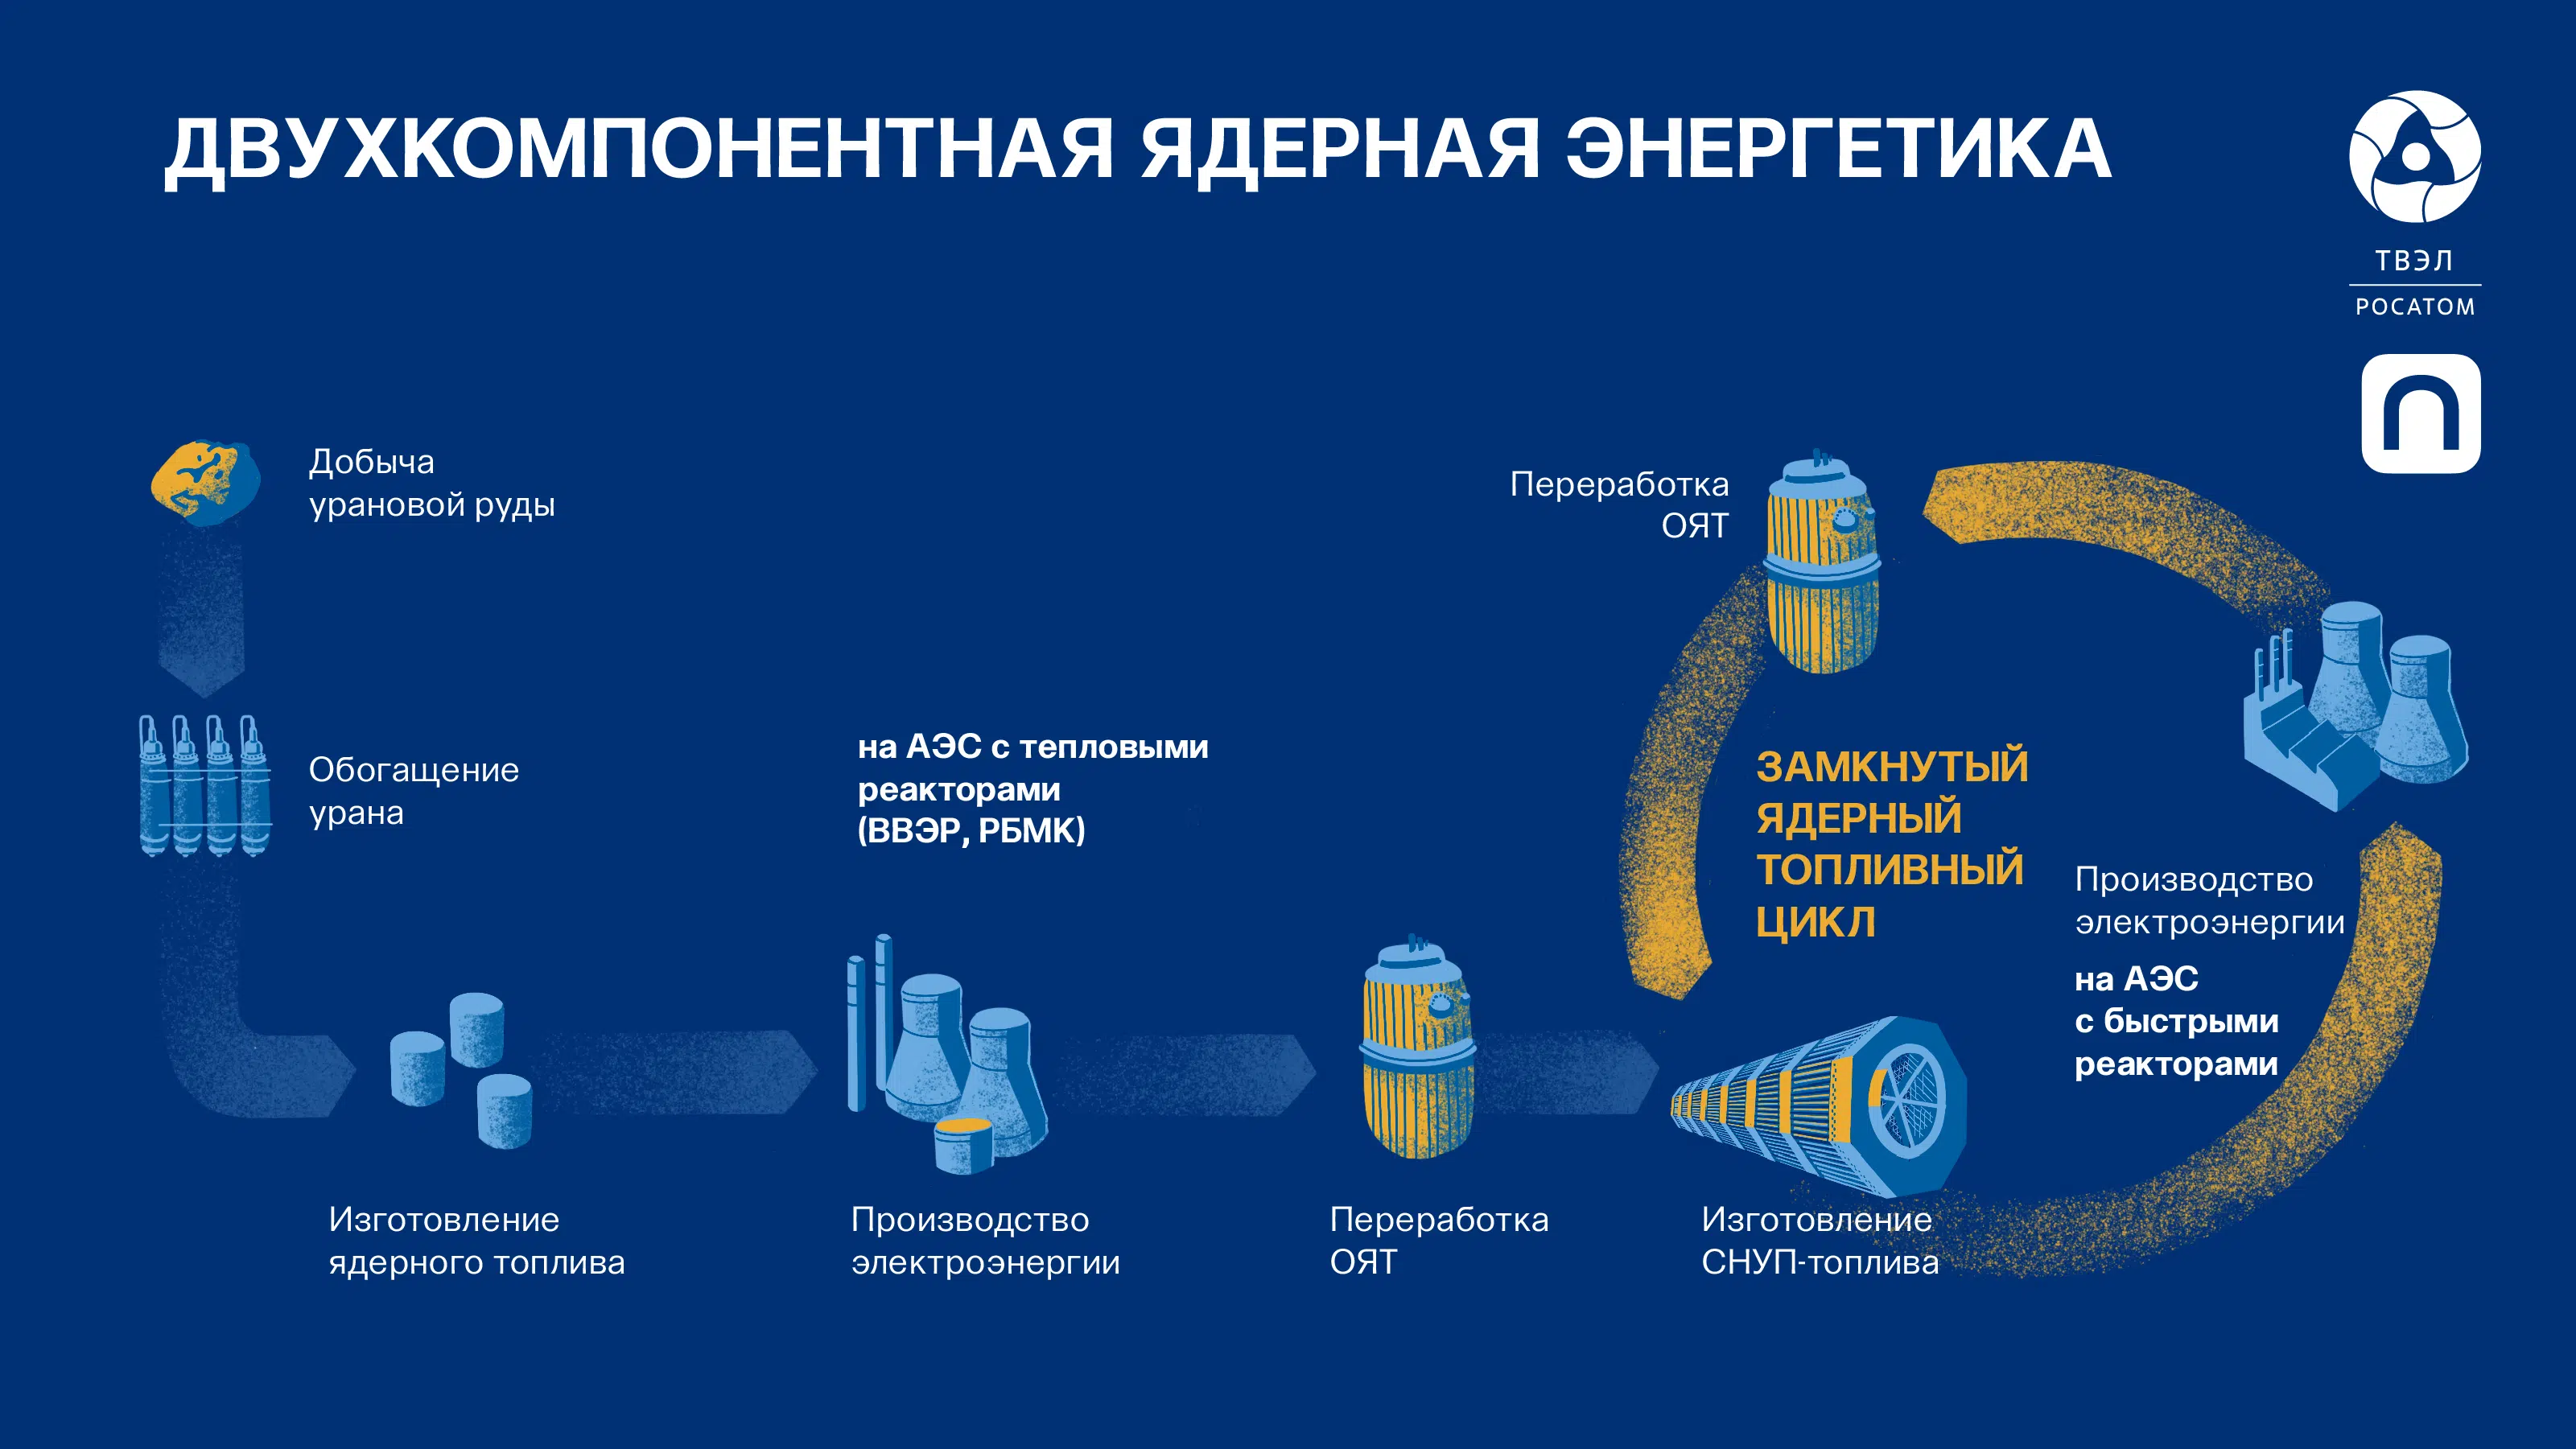 ДВУХКОМПОНЕНТНАЯ ЯДЕРНАЯ ЭНЕРГЕТИКА
ТВЭЛ
РОСАТОМ
Добыча
урановой руды
Обогащение
урана
Изготовление
ядерного топлива
на АЭС с тепловыми
реакторами
(ВВЭР, РБМК)
Производство
электроэнергии
Переработка
ОЯТ
Изготовление
СНУП-топлива
Переработка
ОЯТ
ЗАМКНУТЫЙ
ЯДЕРНЫЙ
ТОПЛИВНЫЙ
ЦИКЛ
Производство
электроэнергии
на АЭС
с быстрыми
реакторами